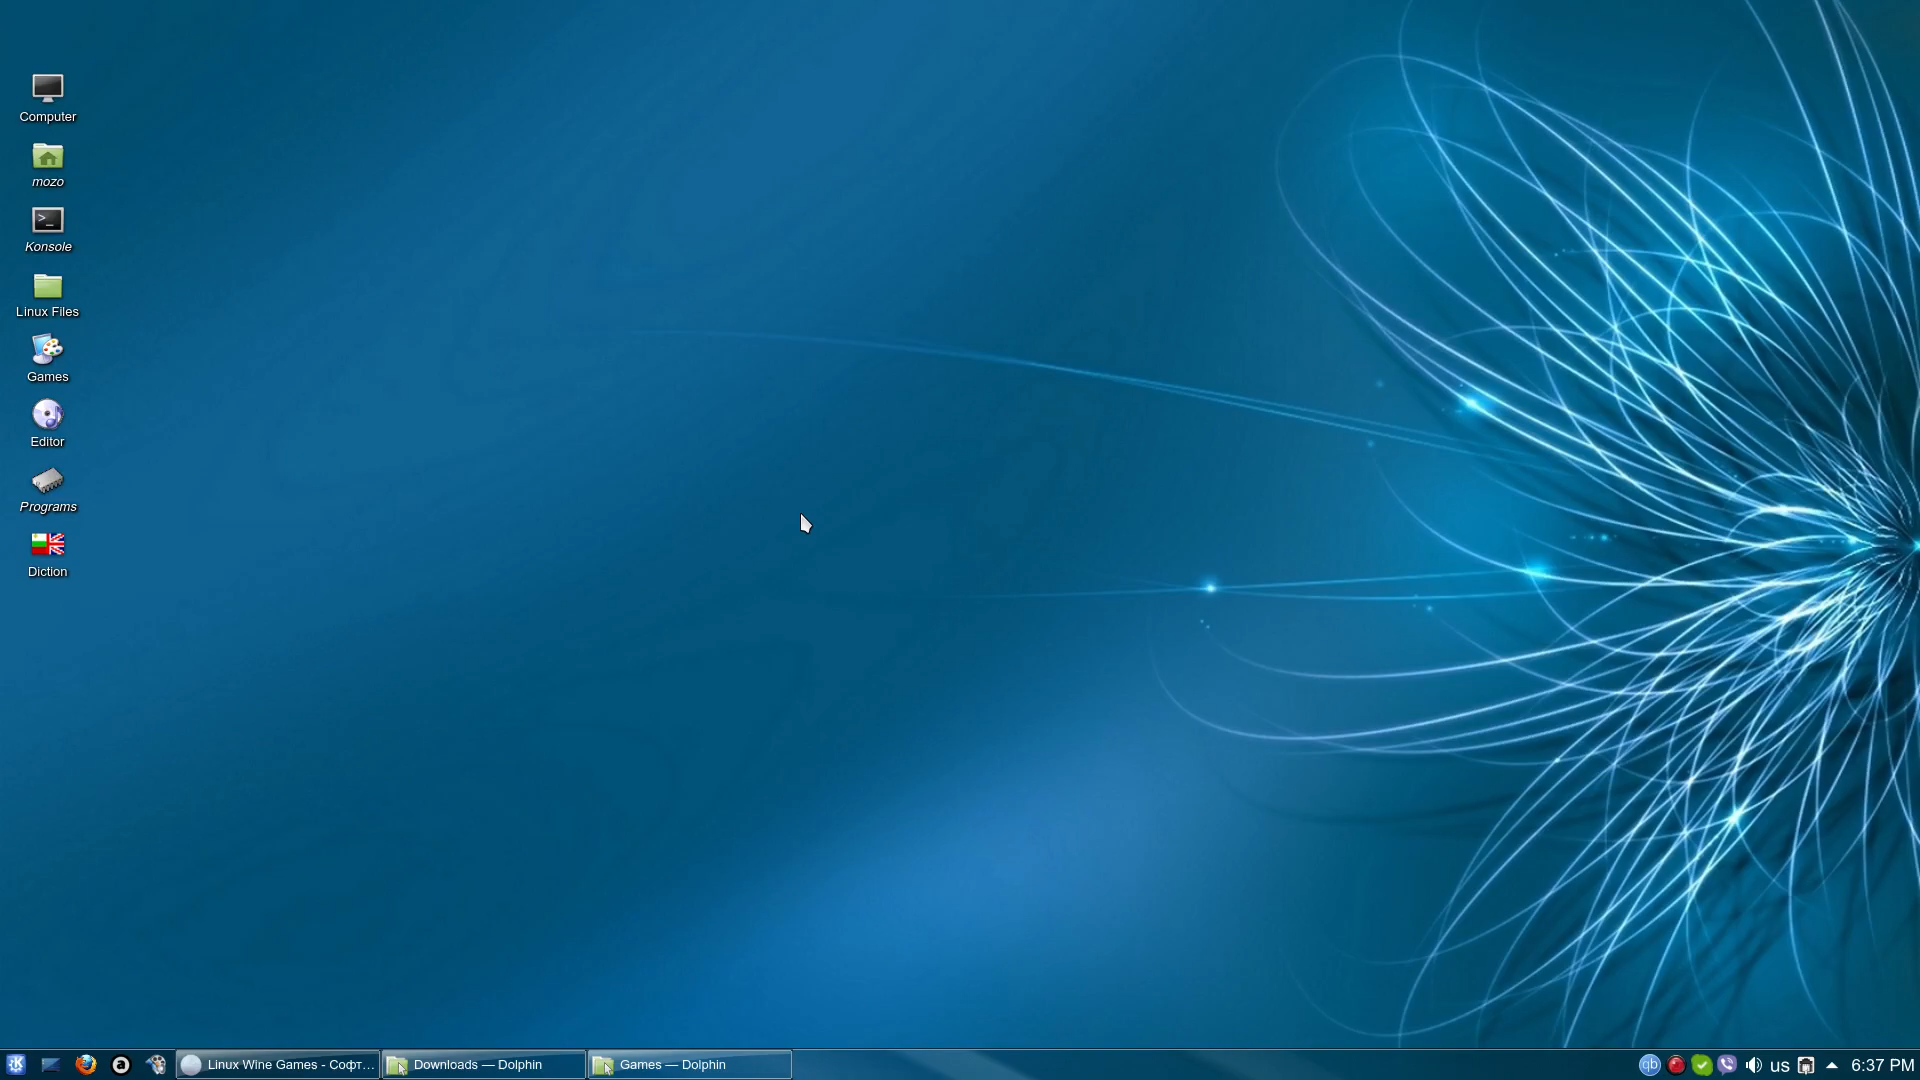 Computer
mozo
Konsole
Linux Files
Games
Editor
Programs
Diction
Linux Wine Games - Софт...
Downloads — Dolphin
Games — Dolphin
qb
us
6:37 PM